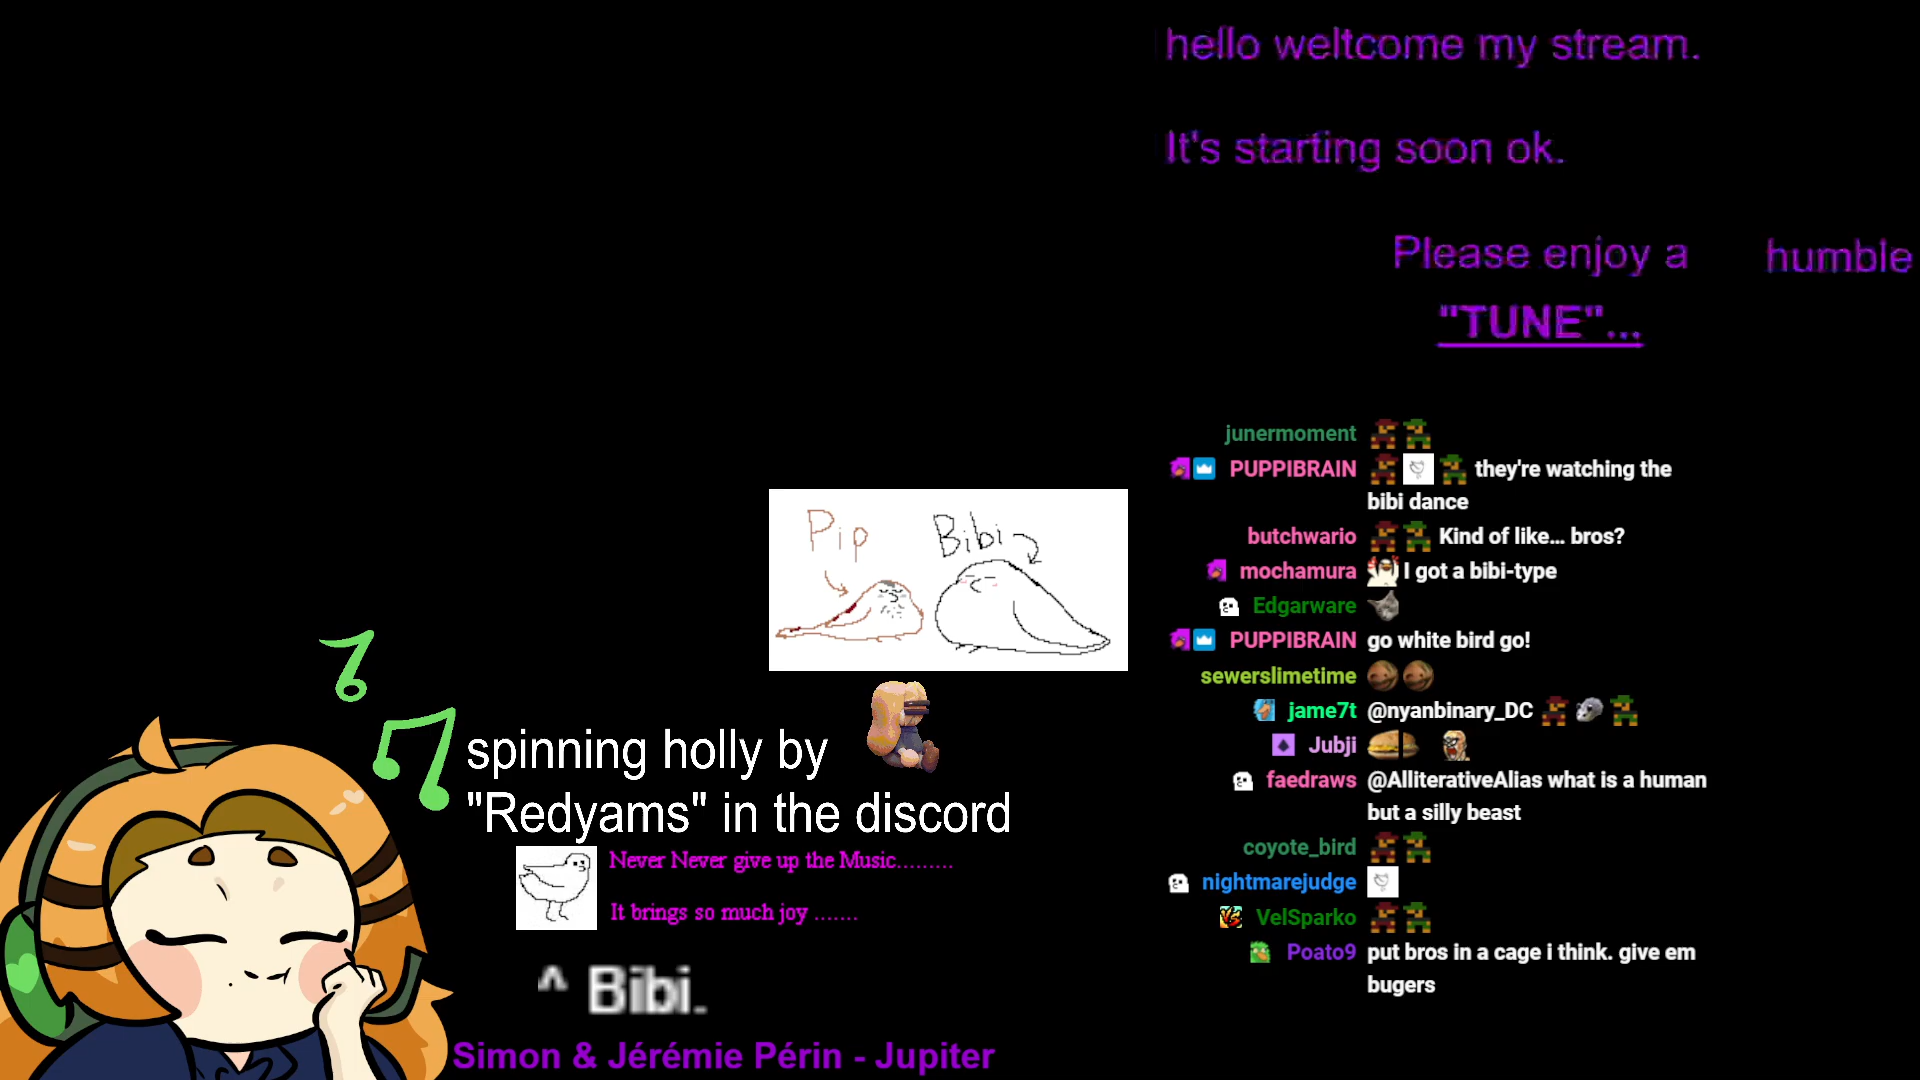 hello weltcome my stream.
It's starting soon ok.
Please enjoy a humble
"TUNE"...
junermoment
PUPPIBRAIN they're watching the
bibi dance
butchwario Kind of like... bros?
mochamura I got a bibi-type
Edgarware
PUPPIBRAIN go white bird go!
sewerslimetime
jame7t @nyanbinary_DC
Jubji
faedraws @AlliterativeAlias what is a human
but a silly beast
coyote_bird
nightmarejudge
VelSparko
Poato9 put bros in a cage i think. give em
bugers
Pip Bibi
spinning holly by
"Redyams" in the discord
Never Never give up the Music.........
It brings so much joy .......
^ Bibi.
Simon & Jérémie Périn - Jupiter